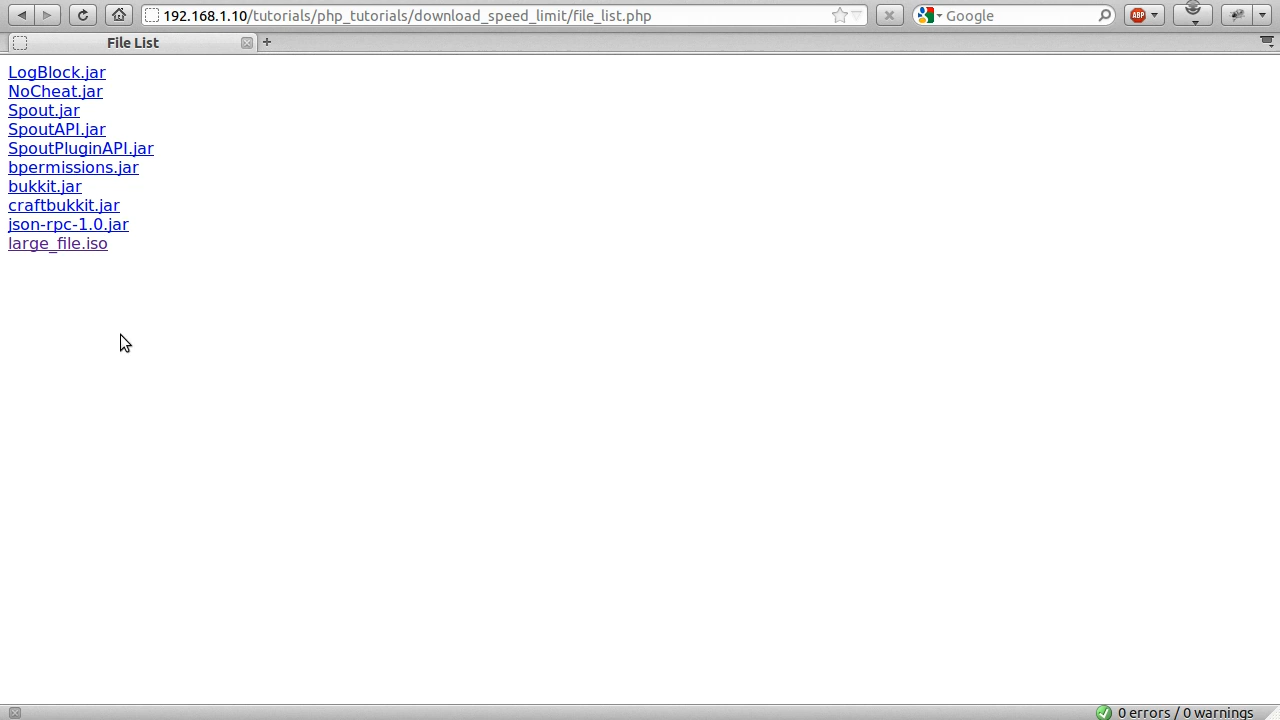 192.168.1.10/tutorials/php_tutorials/download_speed_limit/file_list.php
Google
ABP
File List
LogBlock.jar
NoCheat.jar
Spout.jar
SpoutAPI.jar
SpoutPluginAPI.jar
bpermissions.jar
bukkit.jar
craftbukkit.jar
json-rpc-1.0.jar
large_file.iso
0 errors / 0 warnings